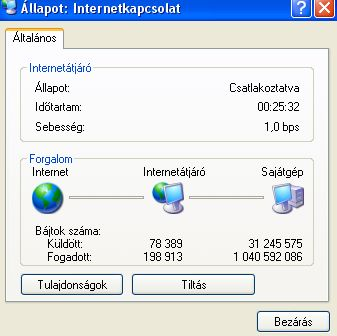 Állapot: Internetkapcsolat
Általános
Internetátjáró
Állapot: Csatlakoztatva
Időtartam: 00:25:32
Sebesség: 1,0 bps
Forgalom
Internet Internetátjáró Sajátgép
Bájtok száma:
Küldött: 78 389 31 245 575
Fogadott: 198 913 1 040 592 086
Tulajdonságok Tiltás
Bezárás